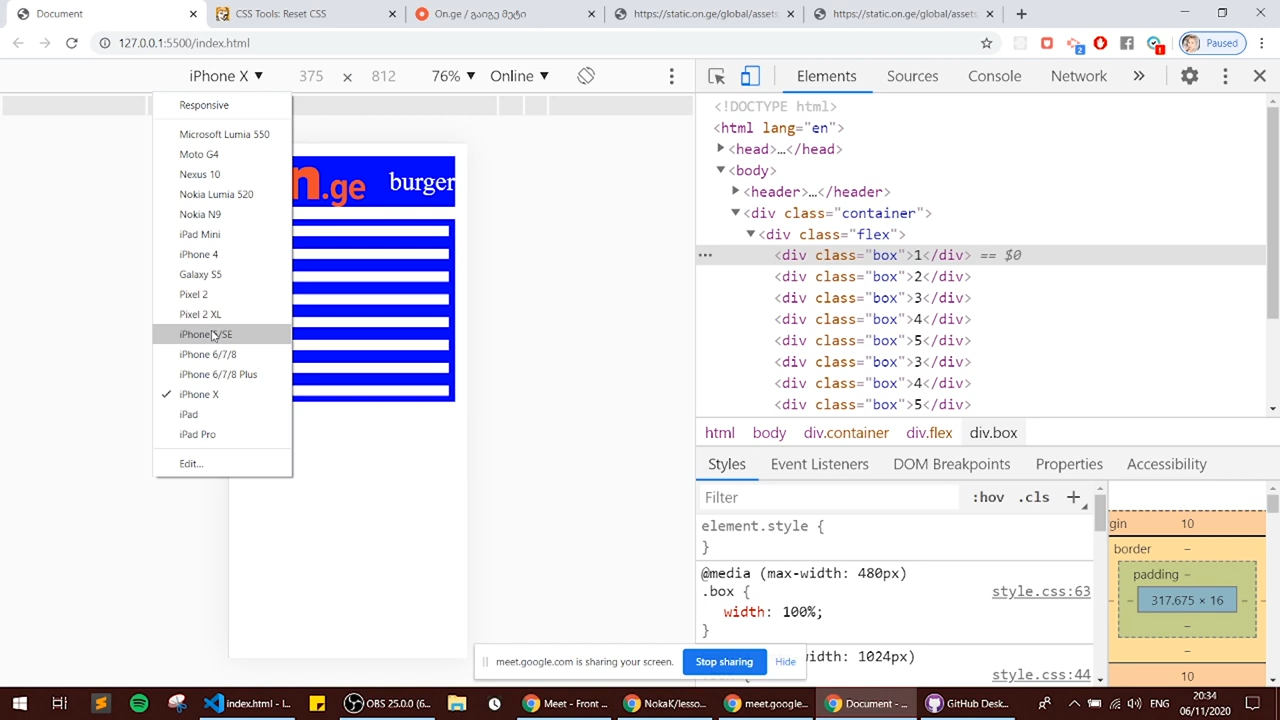 Document
CSS Tools: Reset CSS
On.ge / გაიგე მეტი
https://static.on.ge/global/assets
https://static.on.ge/global/assets
127.0.0.1:5500/index.html
Paused
iPhone X ▼ 375 × 812 76% ▼ Online ▼
Elements Sources Console Network »
Responsive
Microsoft Lumia 550
Moto G4
Nexus 10
Nokia Lumia 520
Nokia N9
iPad Mini
iPhone 4
Galaxy S5
Pixel 2
Pixel 2 XL
iPhone 5/SE
iPhone 6/7/8
iPhone 6/7/8 Plus
iPhone X
iPad
iPad Pro
Edit...
n.ge burger
<!DOCTYPE html>
<html lang="en">
<head>…</head>
<body>
<header>…</header>
<div class="container">
<div class="flex">
<div class="box">1</div> == $0
<div class="box">2</div>
<div class="box">3</div>
<div class="box">4</div>
<div class="box">5</div>
<div class="box">3</div>
<div class="box">4</div>
<div class="box">5</div>
html body div.container div.flex div.box
Styles Event Listeners DOM Breakpoints Properties Accessibility
Filter :hov .cls +
element.style {
}
@media (max-width: 480px)
.box { style.css:63
width: 100%;
}
width: 1024px)
style.css:44
gin 10
border –
padding –
317.675 × 16
–
–
10
meet.google.com is sharing your screen. Stop sharing Hide
index.html - I...
OBS 25.0.0 (6...
Meet - Front ...
NokaK/lesso...
meet.google...
Document - ...
GitHub Desk...
ENG
20:34
06/11/2020